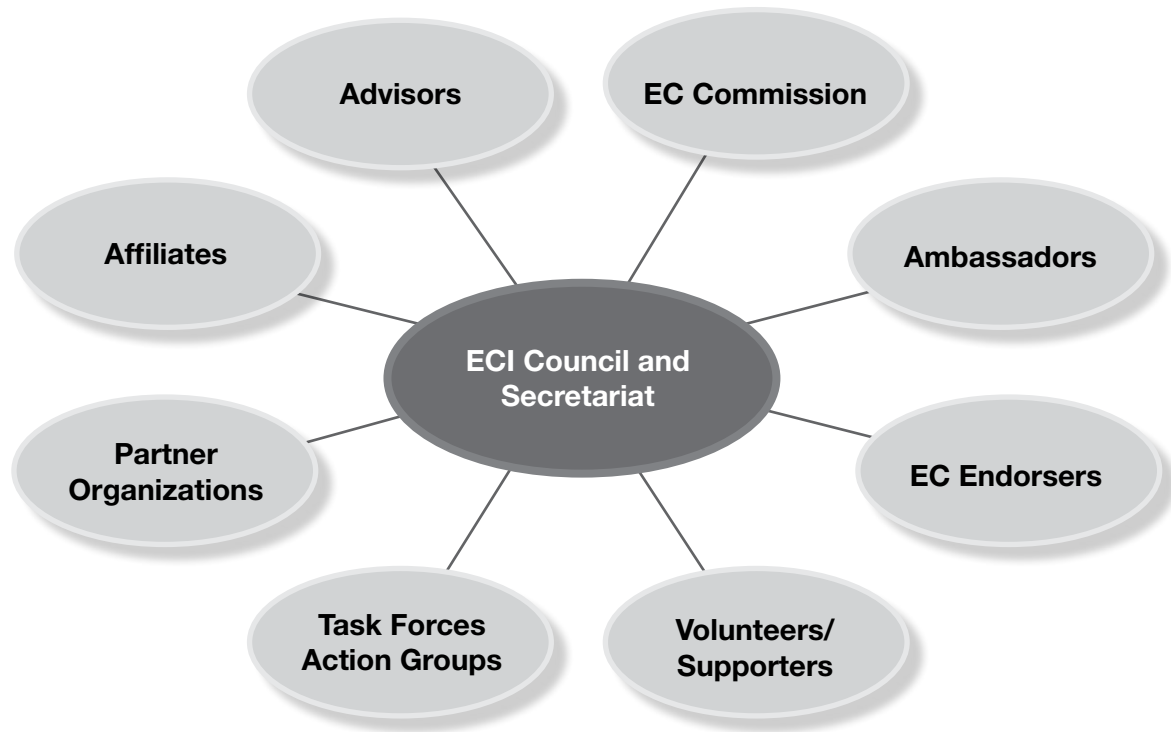 Advisors
EC Commission
Affiliates
Ambassadors
ECI Council and
Secretariat
Partner
Organizations
EC Endorsers
Task Forces
Action Groups
Volunteers/
Supporters